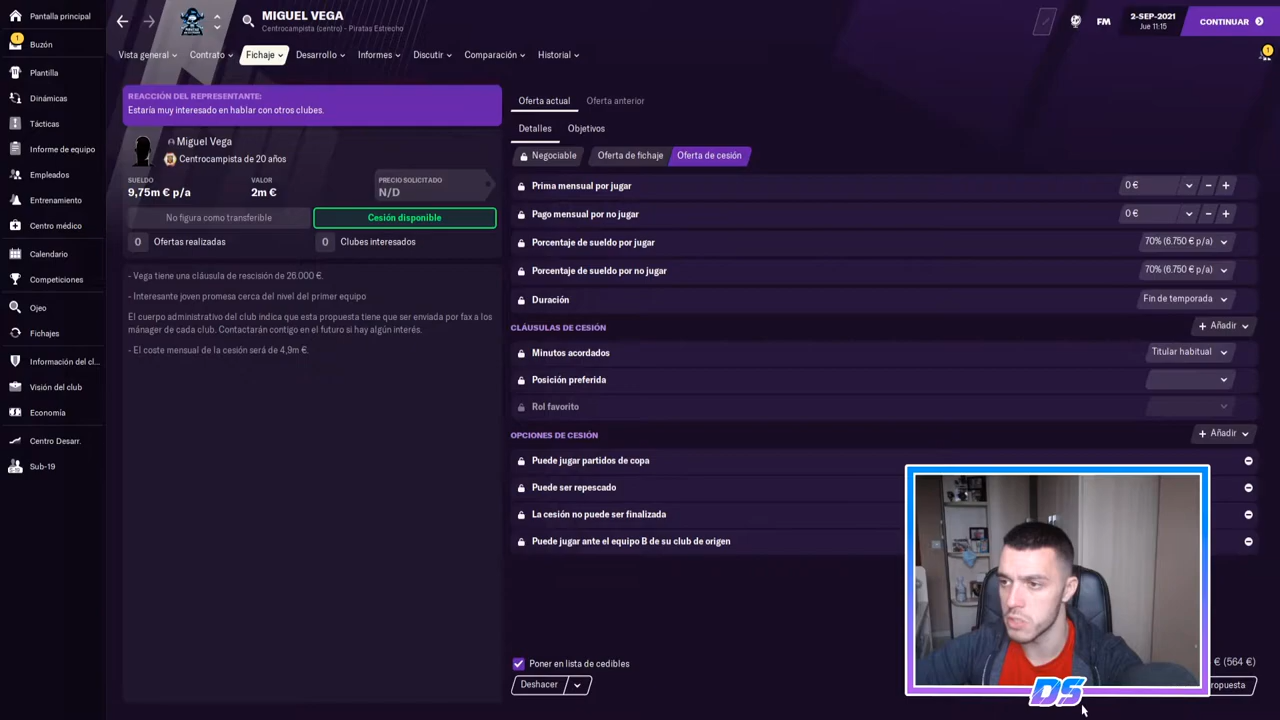 Pantalla principal
MIGUEL VEGA
Centrocampista (centro) - Piratas Estrecho
FM
2-SEP-2021
Jue 11:15
CONTINUAR
1
Buzón
Vista general
Contrato
Fichaje
Desarrollo
Informes
Discutir
Comparación
Historial
1
Plantilla
Dinámicas
Tácticas
Informe de equipo
Empleados
Entrenamiento
Centro médico
Calendario
Competiciones
Ojeo
Fichajes
Información del cl...
Visión del club
Economía
Centro Desarr.
Sub-19
REACCIÓN DEL REPRESENTANTE:
Estaría muy interesado en hablar con otros clubes.
Miguel Vega
Centrocampista de 20 años
SUELDO
9,75m € p/a
VALOR
2m €
PRECIO SOLICITADO
N/D
No figura como transferible
Cesión disponible
0 Ofertas realizadas
0 Clubes interesados
- Vega tiene una cláusula de rescisión de 26.000 €.
- Interesante joven promesa cerca del nivel del primer equipo
El cuerpo administrativo del club indica que esta propuesta tiene que ser enviada por fax a los
mánager de cada club. Contactarán contigo en el futuro si hay algún interés.
- El coste mensual de la cesión será de 4,9m €.
Oferta actual
Oferta anterior
Detalles
Objetivos
Negociable
Oferta de fichaje
Oferta de cesión
Prima mensual por jugar
0 €
Pago mensual por no jugar
0 €
Porcentaje de sueldo por jugar
70% (6.750 € p/a)
Porcentaje de sueldo por no jugar
70% (6.750 € p/a)
Duración
Fin de temporada
CLÁUSULAS DE CESIÓN
+ Añadir
Minutos acordados
Titular habitual
Posición preferida
Rol favorito
OPCIONES DE CESIÓN
+ Añadir
Puede jugar partidos de copa
Puede ser repescado
La cesión no puede ser finalizada
Puede jugar ante el equipo B de su club de origen
Poner en lista de cedibles
€ (564 €)
Deshacer
ropuesta
DS